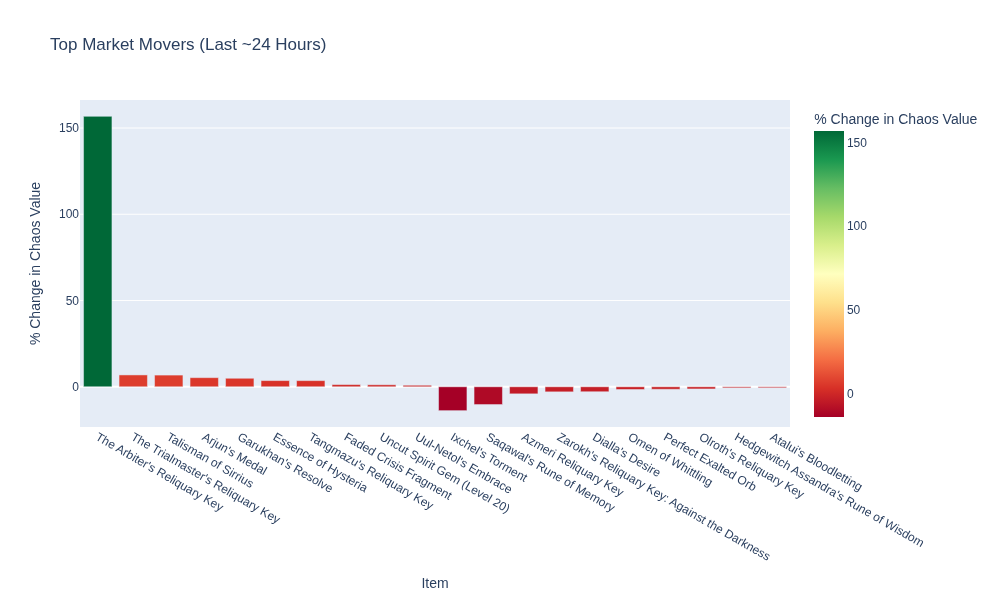 Top Market Movers (Last ~24 Hours)
% Change in Chaos Value
150
100
50
0
% Change in Chaos Value
150
100
50
0
The Arbiter's Reliquary Key
The Trialmaster's Reliquary Key
Talisman of Sirrius
Arjun's Medal
Garukhan's Resolve
Essence of Hysteria
Tangmazu's Reliquary Key
Faded Crisis Fragment
Uncut Spirit Gem (Level 20)
Uul-Netol's Embrace
Ixchel's Torment
Saqawal's Rune of Memory
Azmeri Reliquary Key
Zarokh's Reliquary Key: Against the Darkness
Dialla's Desire
Omen of Whittling
Perfect Exalted Orb
Olroth's Reliquary Key
Hedgewitch Assandra's Rune of Wisdom
Atalui's Bloodletting
Item